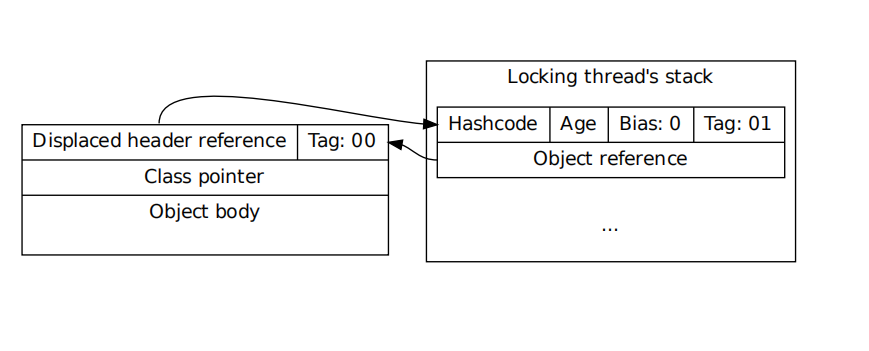 Locking thread's stack
Displaced header reference Tag: 00
Class pointer
Object body
Hashcode Age Bias: 0 Tag: 01
Object reference
...